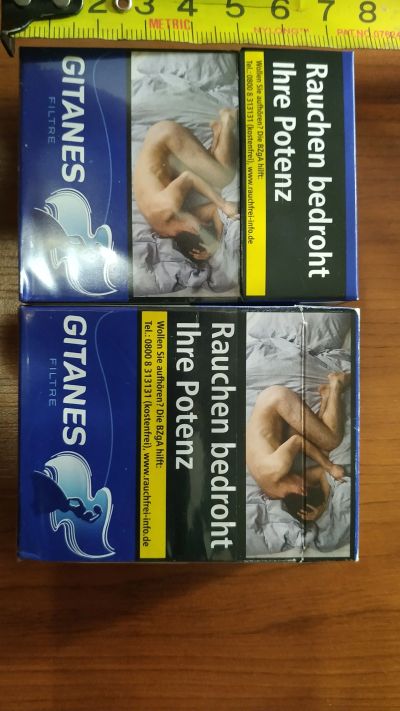 2 3 4 5 6 7 8
METRIC
GITANES
FILTRE
Rauchen bedroht
Ihre Potenz
Wollen Sie aufhören? Die BZgA hilft:
Tel.: 0800 8 313131 (kostenfrei), www.rauchfrei-info.de
GITANES
FILTRE
Rauchen bedroht
Ihre Potenz
Wollen Sie aufhören? Die BZgA hilft:
Tel.: 0800 8 313131 (kostenfrei), www.rauchfrei-info.de